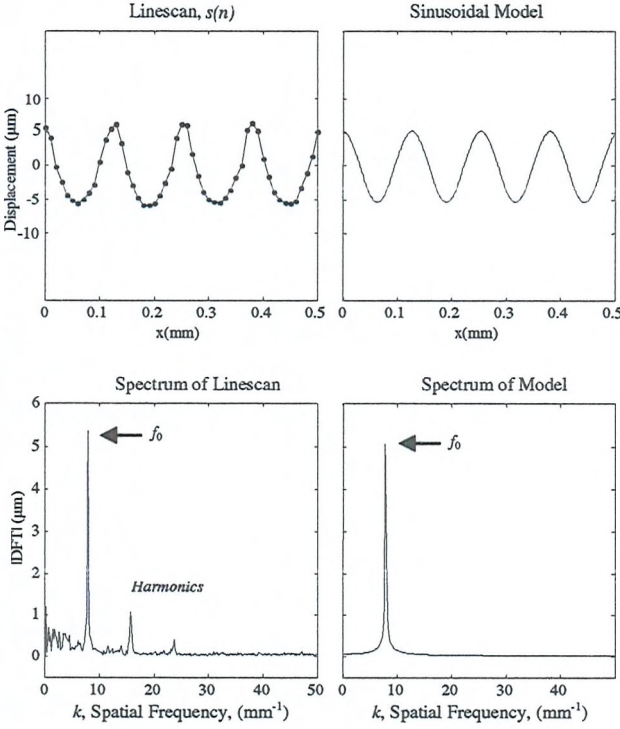 Linescan, s(n)
Sinusoidal Model
Displacement (μm)
10
5
0
-5
-10
0 0.1 0.2 0.3 0.4 0.5
x(mm)
0 0.1 0.2 0.3 0.4 0.5
x(mm)
Spectrum of Linescan
Spectrum of Model
|DFT| (μm)
6
5
4
3
2
1
0
f0
Harmonics
f0
0 10 20 30 40 50
k, Spatial Frequency, (mm-1)
0 10 20 30 40
k, Spatial Frequency, (mm-1)